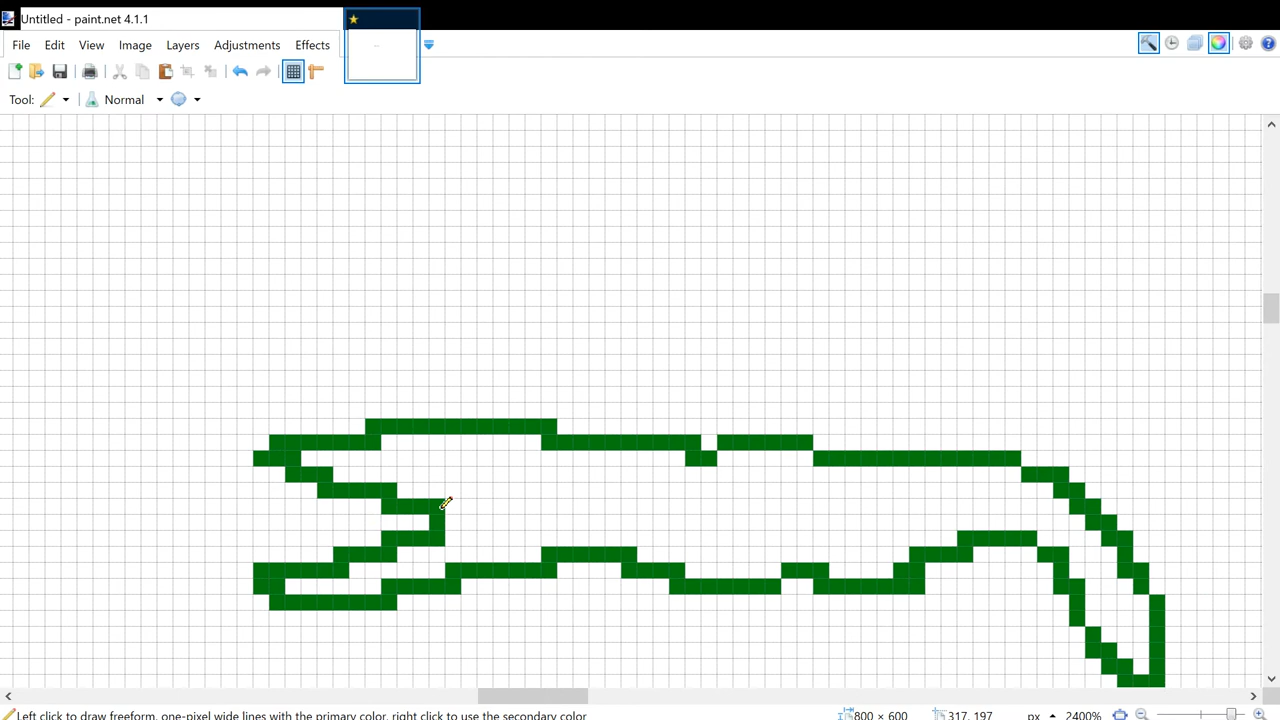 Untitled - paint.net 4.1.1
File Edit View Image Layers Adjustments Effects
Tool: Normal
Left click to draw freeform, one-pixel wide lines with the primary color, right click to use the secondary color 800 × 600 317, 197 px 2400%